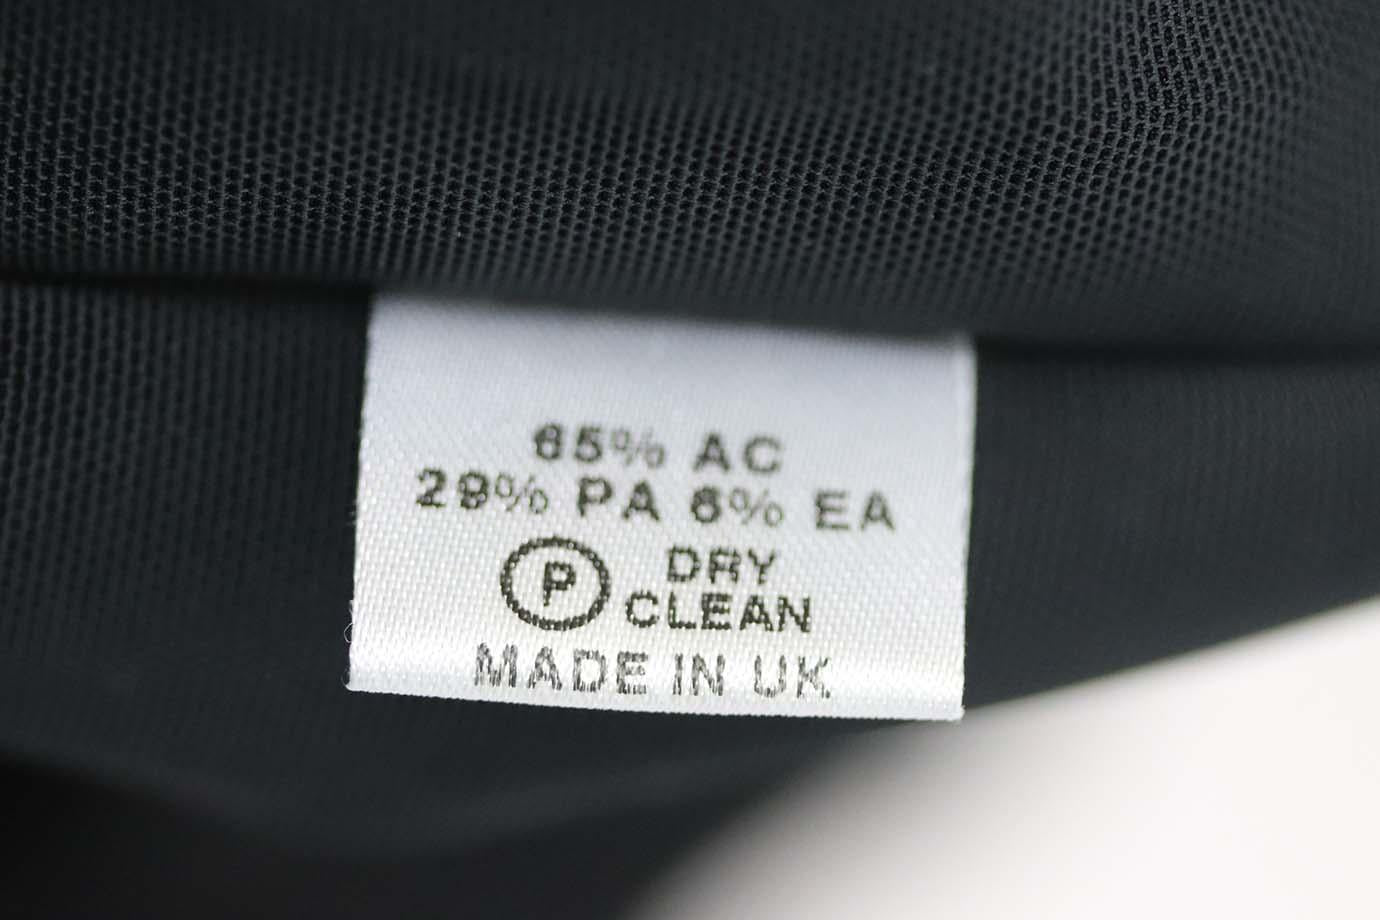 65% AC
29% PA 6% EA
P DRY
CLEAN
MADE IN UK